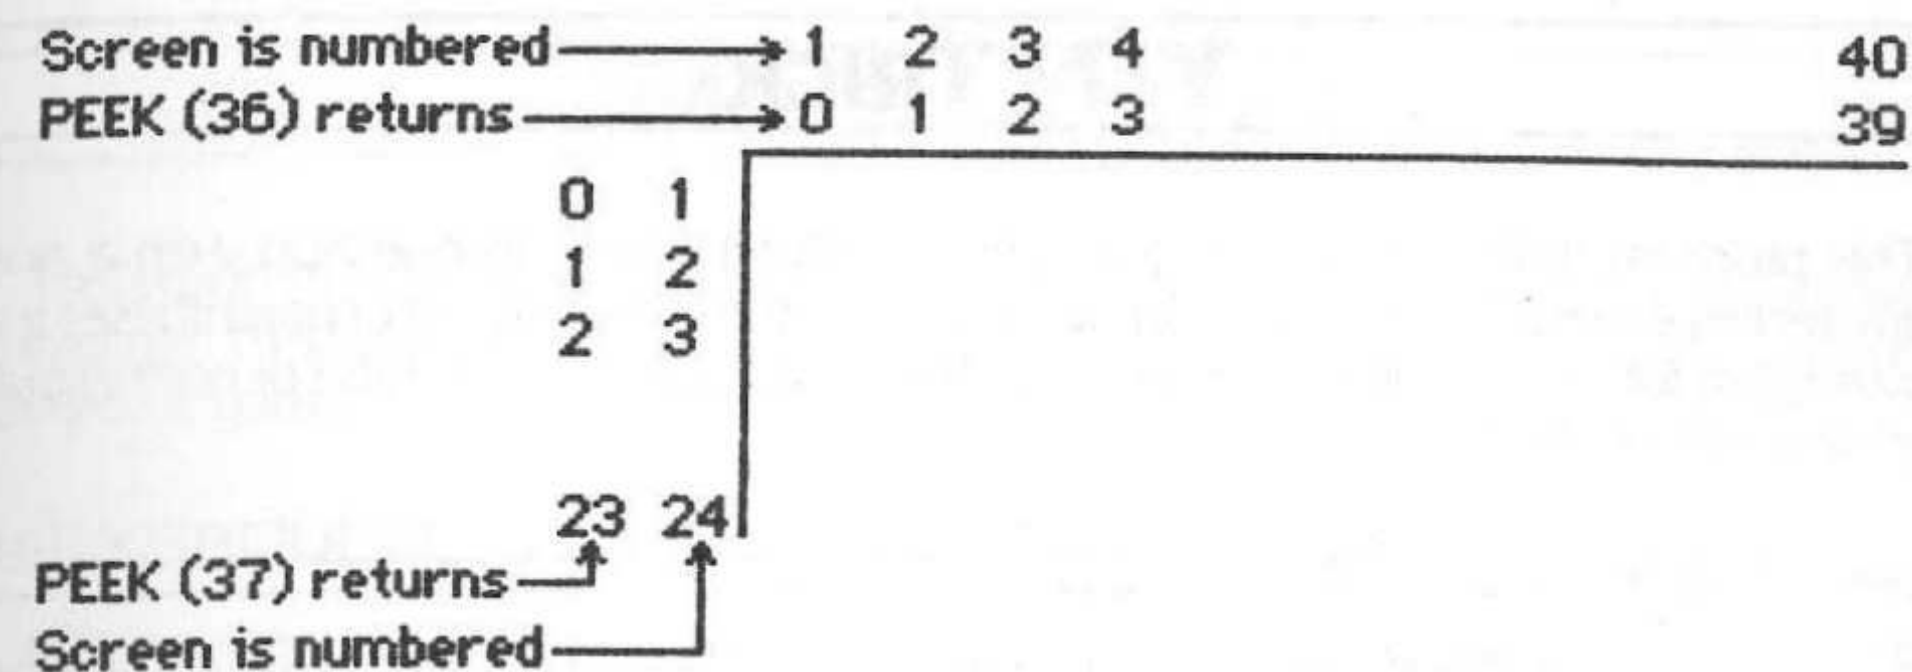 Screen is numbered 1 2 3 4 40
PEEK (36) returns 0 1 2 3 39
0 1
1 2
2 3
23 24
PEEK (37) returns
Screen is numbered